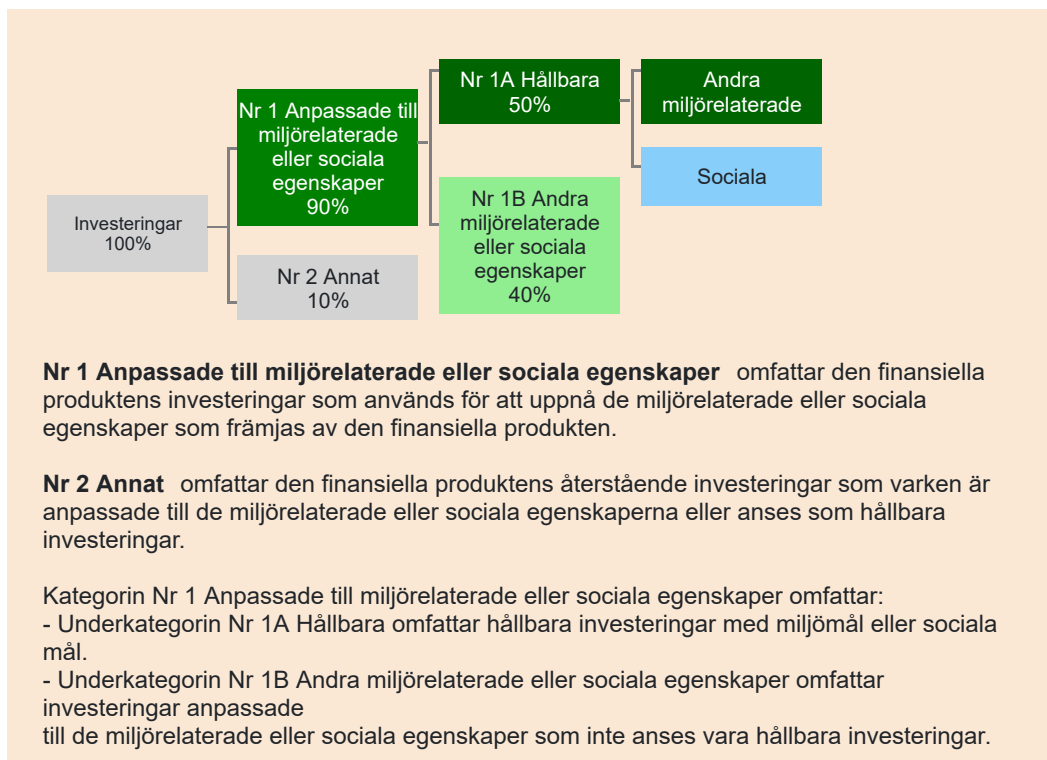 Investeringar
100%
Nr 1 Anpassade till
miljörelaterade
eller sociala
egenskaper
90%
Nr 2 Annat
10%
Nr 1A Hållbara
50%
Nr 1B Andra
miljörelaterade
eller sociala
egenskaper
40%
Andra
miljörelaterade
Sociala
Nr 1 Anpassade till miljörelaterade eller sociala egenskaper omfattar den finansiella
produktens investeringar som används för att uppnå de miljörelaterade eller sociala
egenskaper som främjas av den finansiella produkten.
Nr 2 Annat omfattar den finansiella produktens återstående investeringar som varken är
anpassade till de miljörelaterade eller sociala egenskaperna eller anses som hållbara
investeringar.
Kategorin Nr 1 Anpassade till miljörelaterade eller sociala egenskaper omfattar:
- Underkategorin Nr 1A Hållbara omfattar hållbara investeringar med miljömål eller sociala
mål.
- Underkategorin Nr 1B Andra miljörelaterade eller sociala egenskaper omfattar
investeringar anpassade
till de miljörelaterade eller sociala egenskaper som inte anses vara hållbara investeringar.